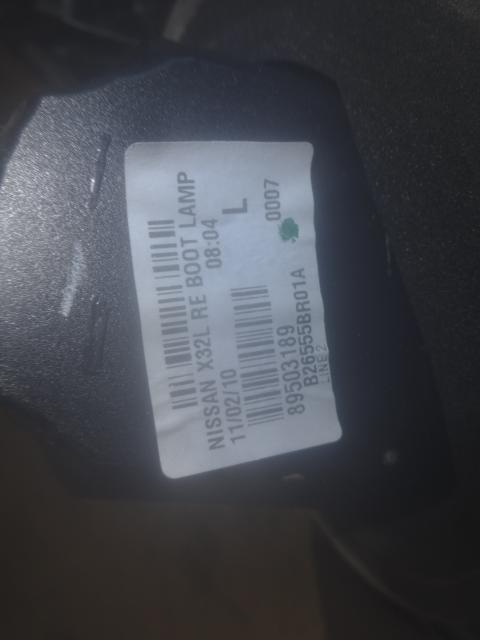 NISSAN X32L RE BOOT LAMP
11/02/10 08:04
L
89503189 0007
B26555BR01A
LINE 2